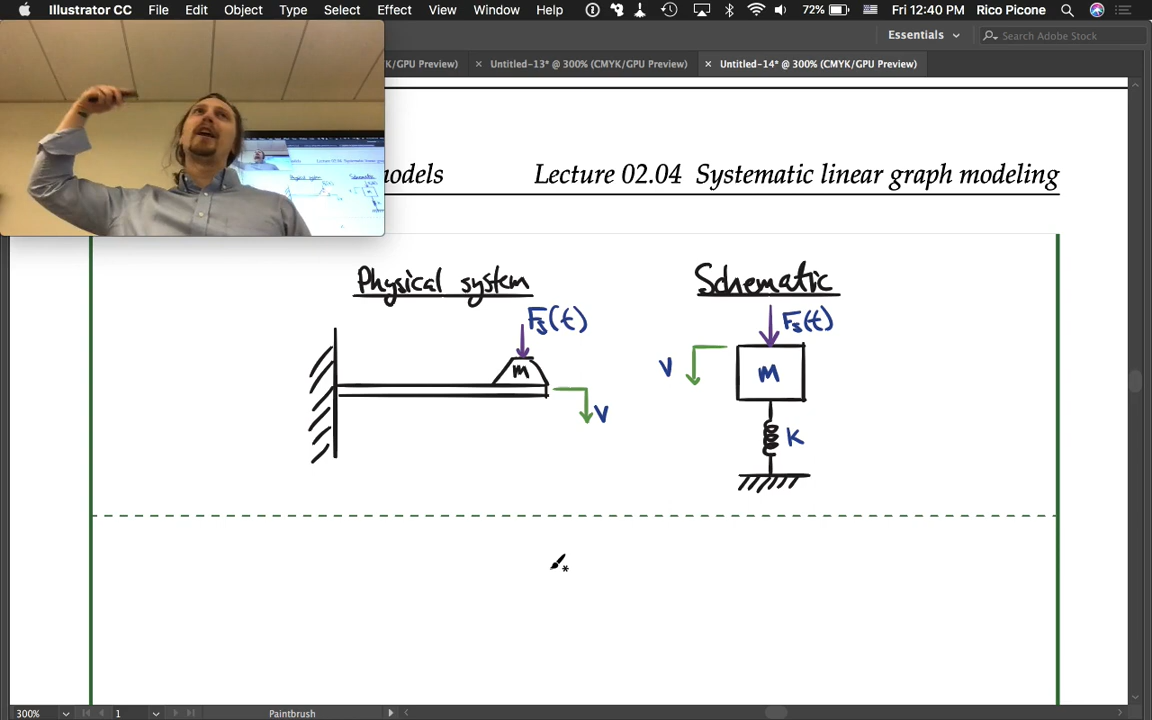 Illustrator CC File Edit Object Type Select Effect View Window Help 72% Fri 12:40 PM Rico Picone
Essentials Search Adobe Stock
K/GPU Preview) × Untitled-13* @ 300% (CMYK/GPU Preview) × Untitled-14* @ 300% (CMYK/GPU Preview)
models Lecture 02.04 Systematic linear graph modeling
Physical system Schematic
Fs(t) Fs(t)
m V m
V
K
300% 1 Paintbrush